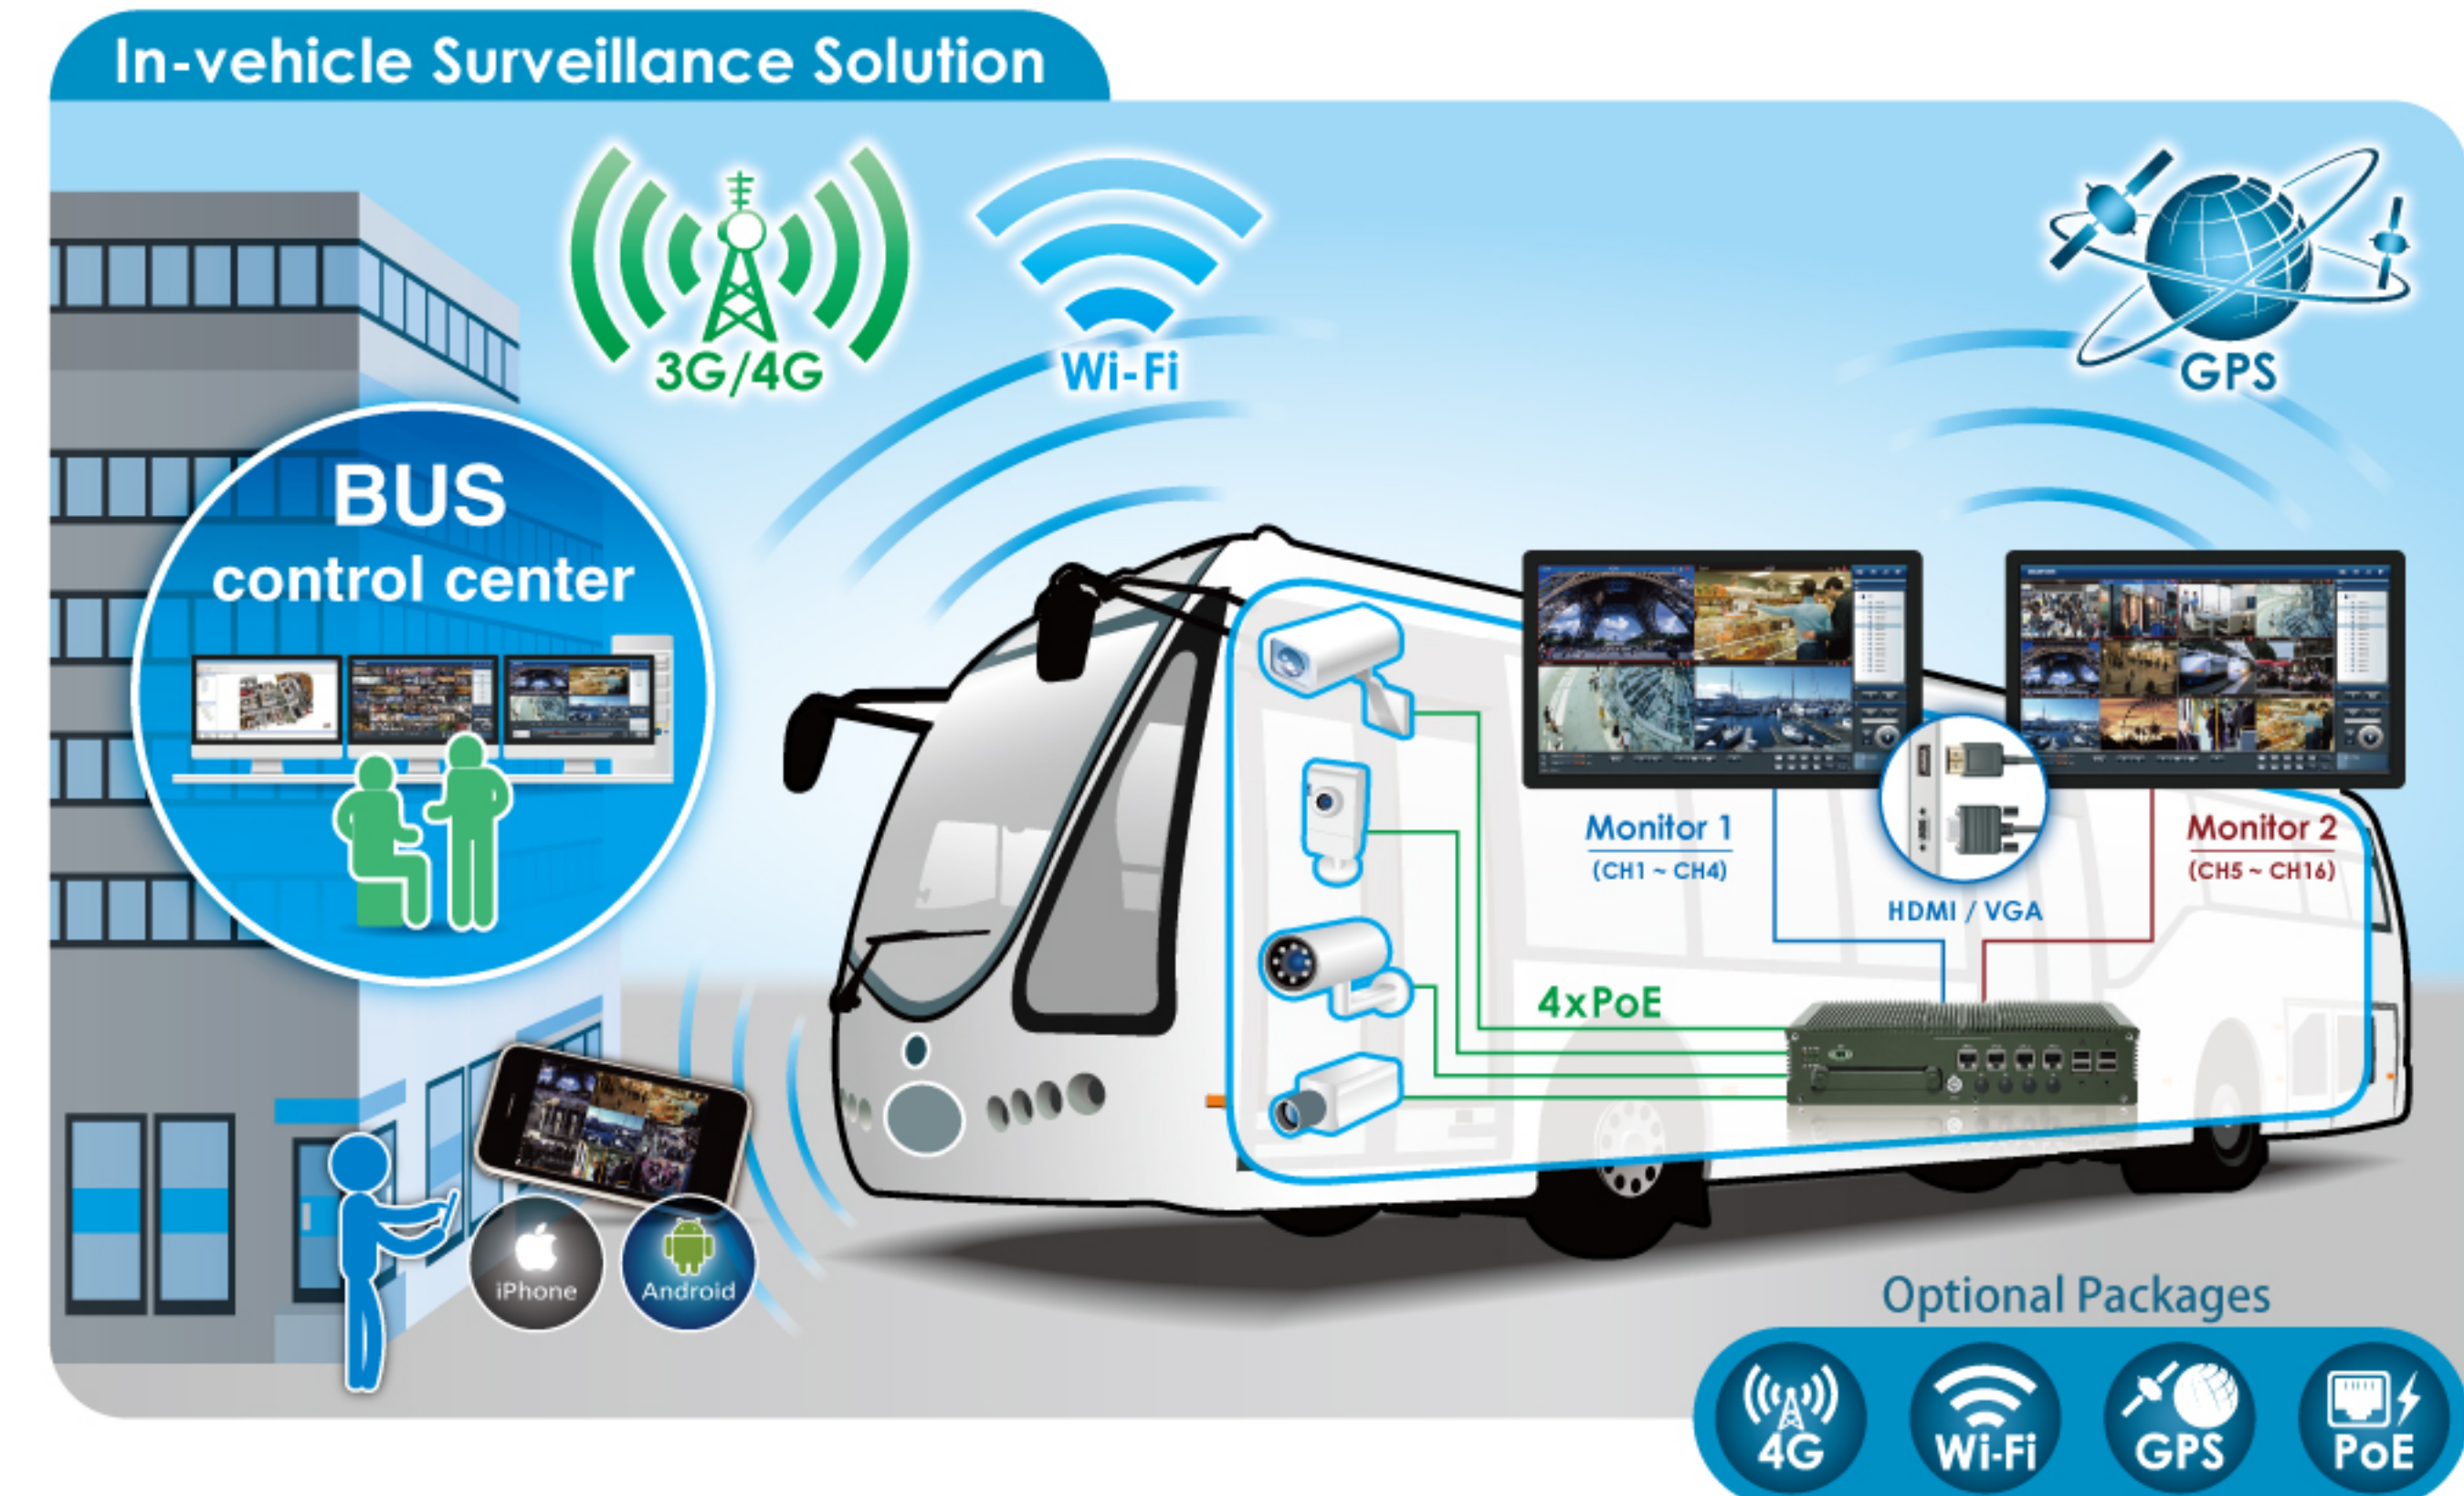 In-vehicle Surveillance Solution
3G/4G
Wi-Fi
GPS
BUS
control center
Monitor 1
(CH1 ~ CH4)
HDMI / VGA
Monitor 2
(CH5 ~ CH16)
4xPoE
iPhone
Android
Optional Packages
4G
Wi-Fi
GPS
PoE